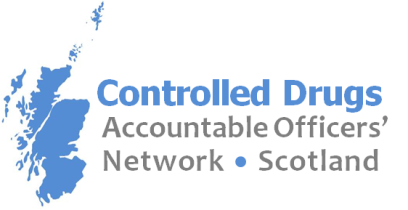 Controlled Drugs
Accountable Officers’
Network • Scotland